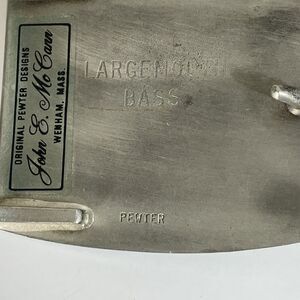 ORIGINAL PEWTER DESIGNS
John E. McCann
WENHAM, MASS.
LARGEMOUTH
BASS
PEWTER